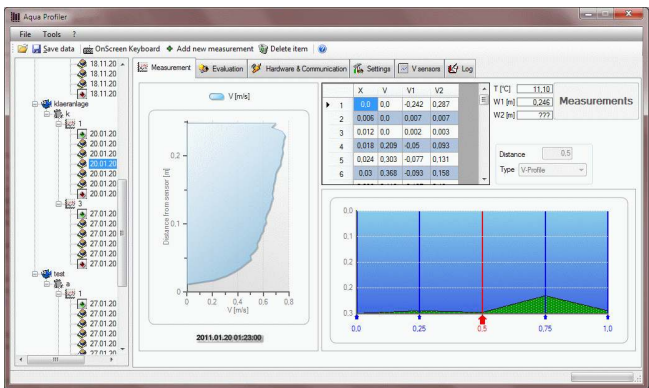 Aqua Profiler
File Tools ?
Save data OnScreen Keyboard Add new measurement Delete item
18.11.20
18.11.20
18.11.20
18.11.20
klaeranlage
k
1
20.01.20
20.01.20
20.01.20
20.01.20
20.01.20
20.01.20
20.01.20
3
27.01.20
27.01.20
27.01.20
27.01.20
27.01.20
test
a
1
27.01.20
27.01.20
27.01.20
27.01.20
27.01.20
Measurement Evaluation Hardware & Communication Settings V sensors Log
V [m/s]
Distance from sensor [m]
0,2
0,1
0
0 0,2 0,4 0,6 0,8
V [m/s]
2011.01.20 01:23:00
X V V1 V2
1 0,0 0,0 -0,242 0,287
2 0,006 0,0 0,007 0,007
3 0,012 0,0 0,002 0,003
4 0,018 0,209 -0,05 0,093
5 0,024 0,303 -0,077 0,131
6 0,03 0,368 -0,093 0,158
T [°C] 11,10
W1 [m] 0,246
W2 [m] ???
Measurements
Distance 0,5
Type V-Profile
0,0
0,1
0,2
0,2
0,3
0,0 0,25 0,5 0,75 1,0